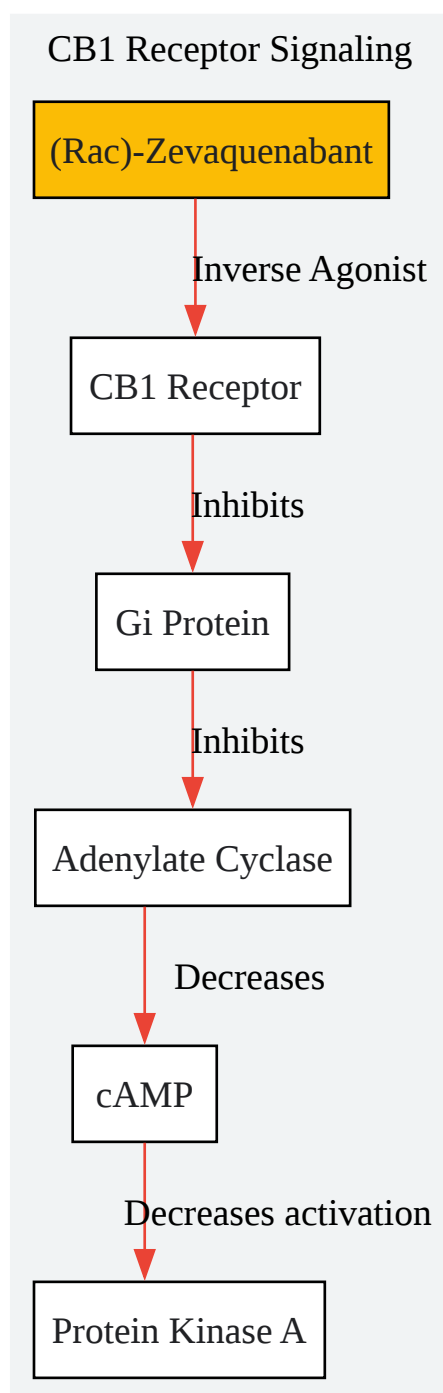 CB1 Receptor Signaling
(Rac)-Zevaquenabant
Inverse Agonist
CB1 Receptor
Inhibits
Gi Protein
Inhibits
Adenylate Cyclase
Decreases
cAMP
Decreases activation
Protein Kinase A